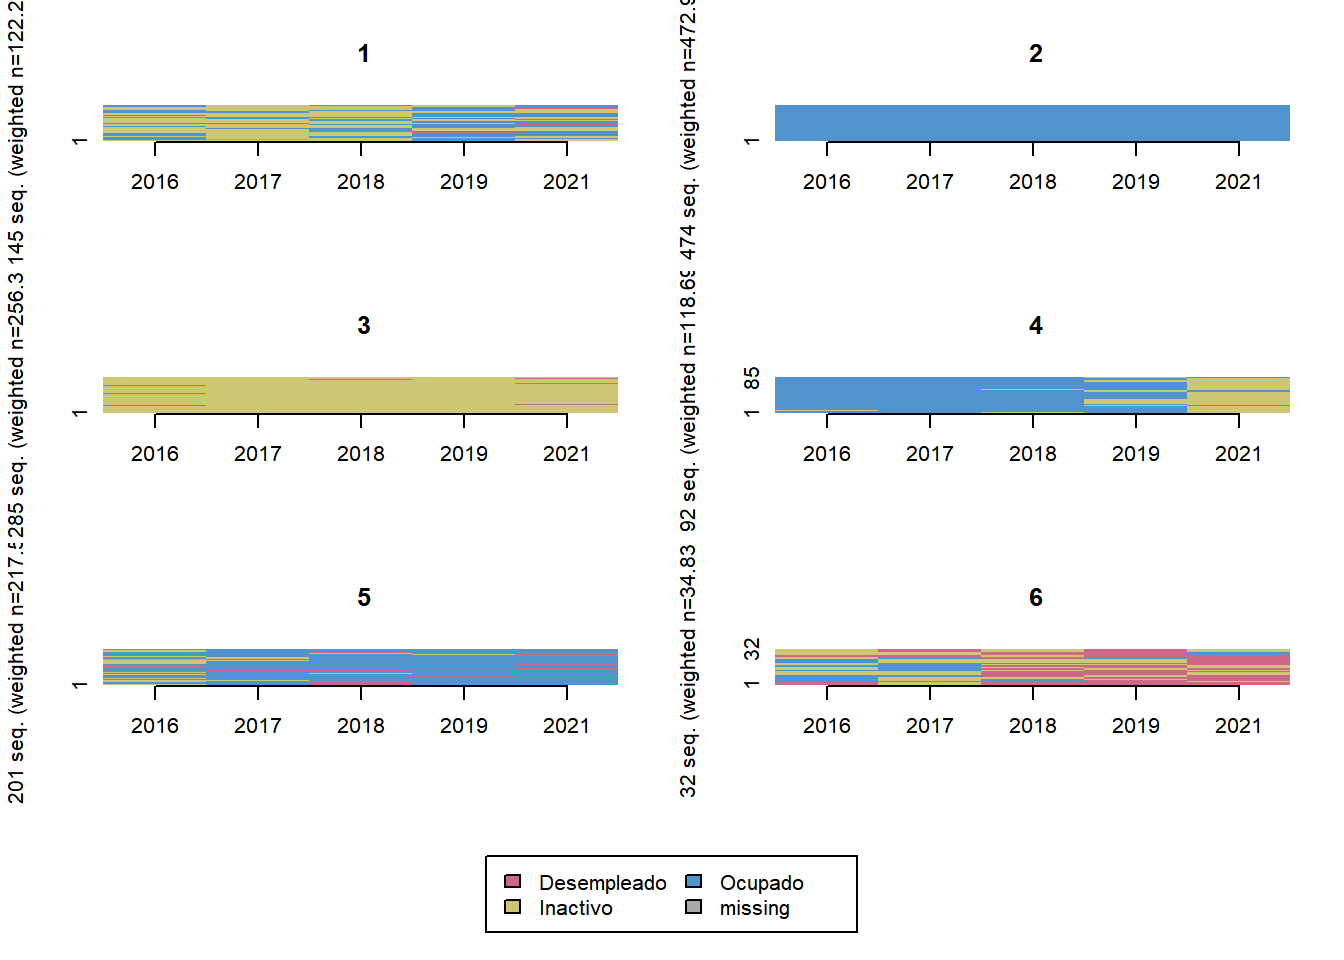 1
145 seq. (weighted n=122.2
1
2016 2017 2018 2019 2021
2
474 seq. (weighted n=472.9
1
2016 2017 2018 2019 2021
3
285 seq. (weighted n=256.3
1
2016 2017 2018 2019 2021
4
92 seq. (weighted n=118.69
1 85
2016 2017 2018 2019 2021
5
201 seq. (weighted n=217.5
1
2016 2017 2018 2019 2021
6
32 seq. (weighted n=34.83
1 32
2016 2017 2018 2019 2021
Desempleado Ocupado
Inactivo missing